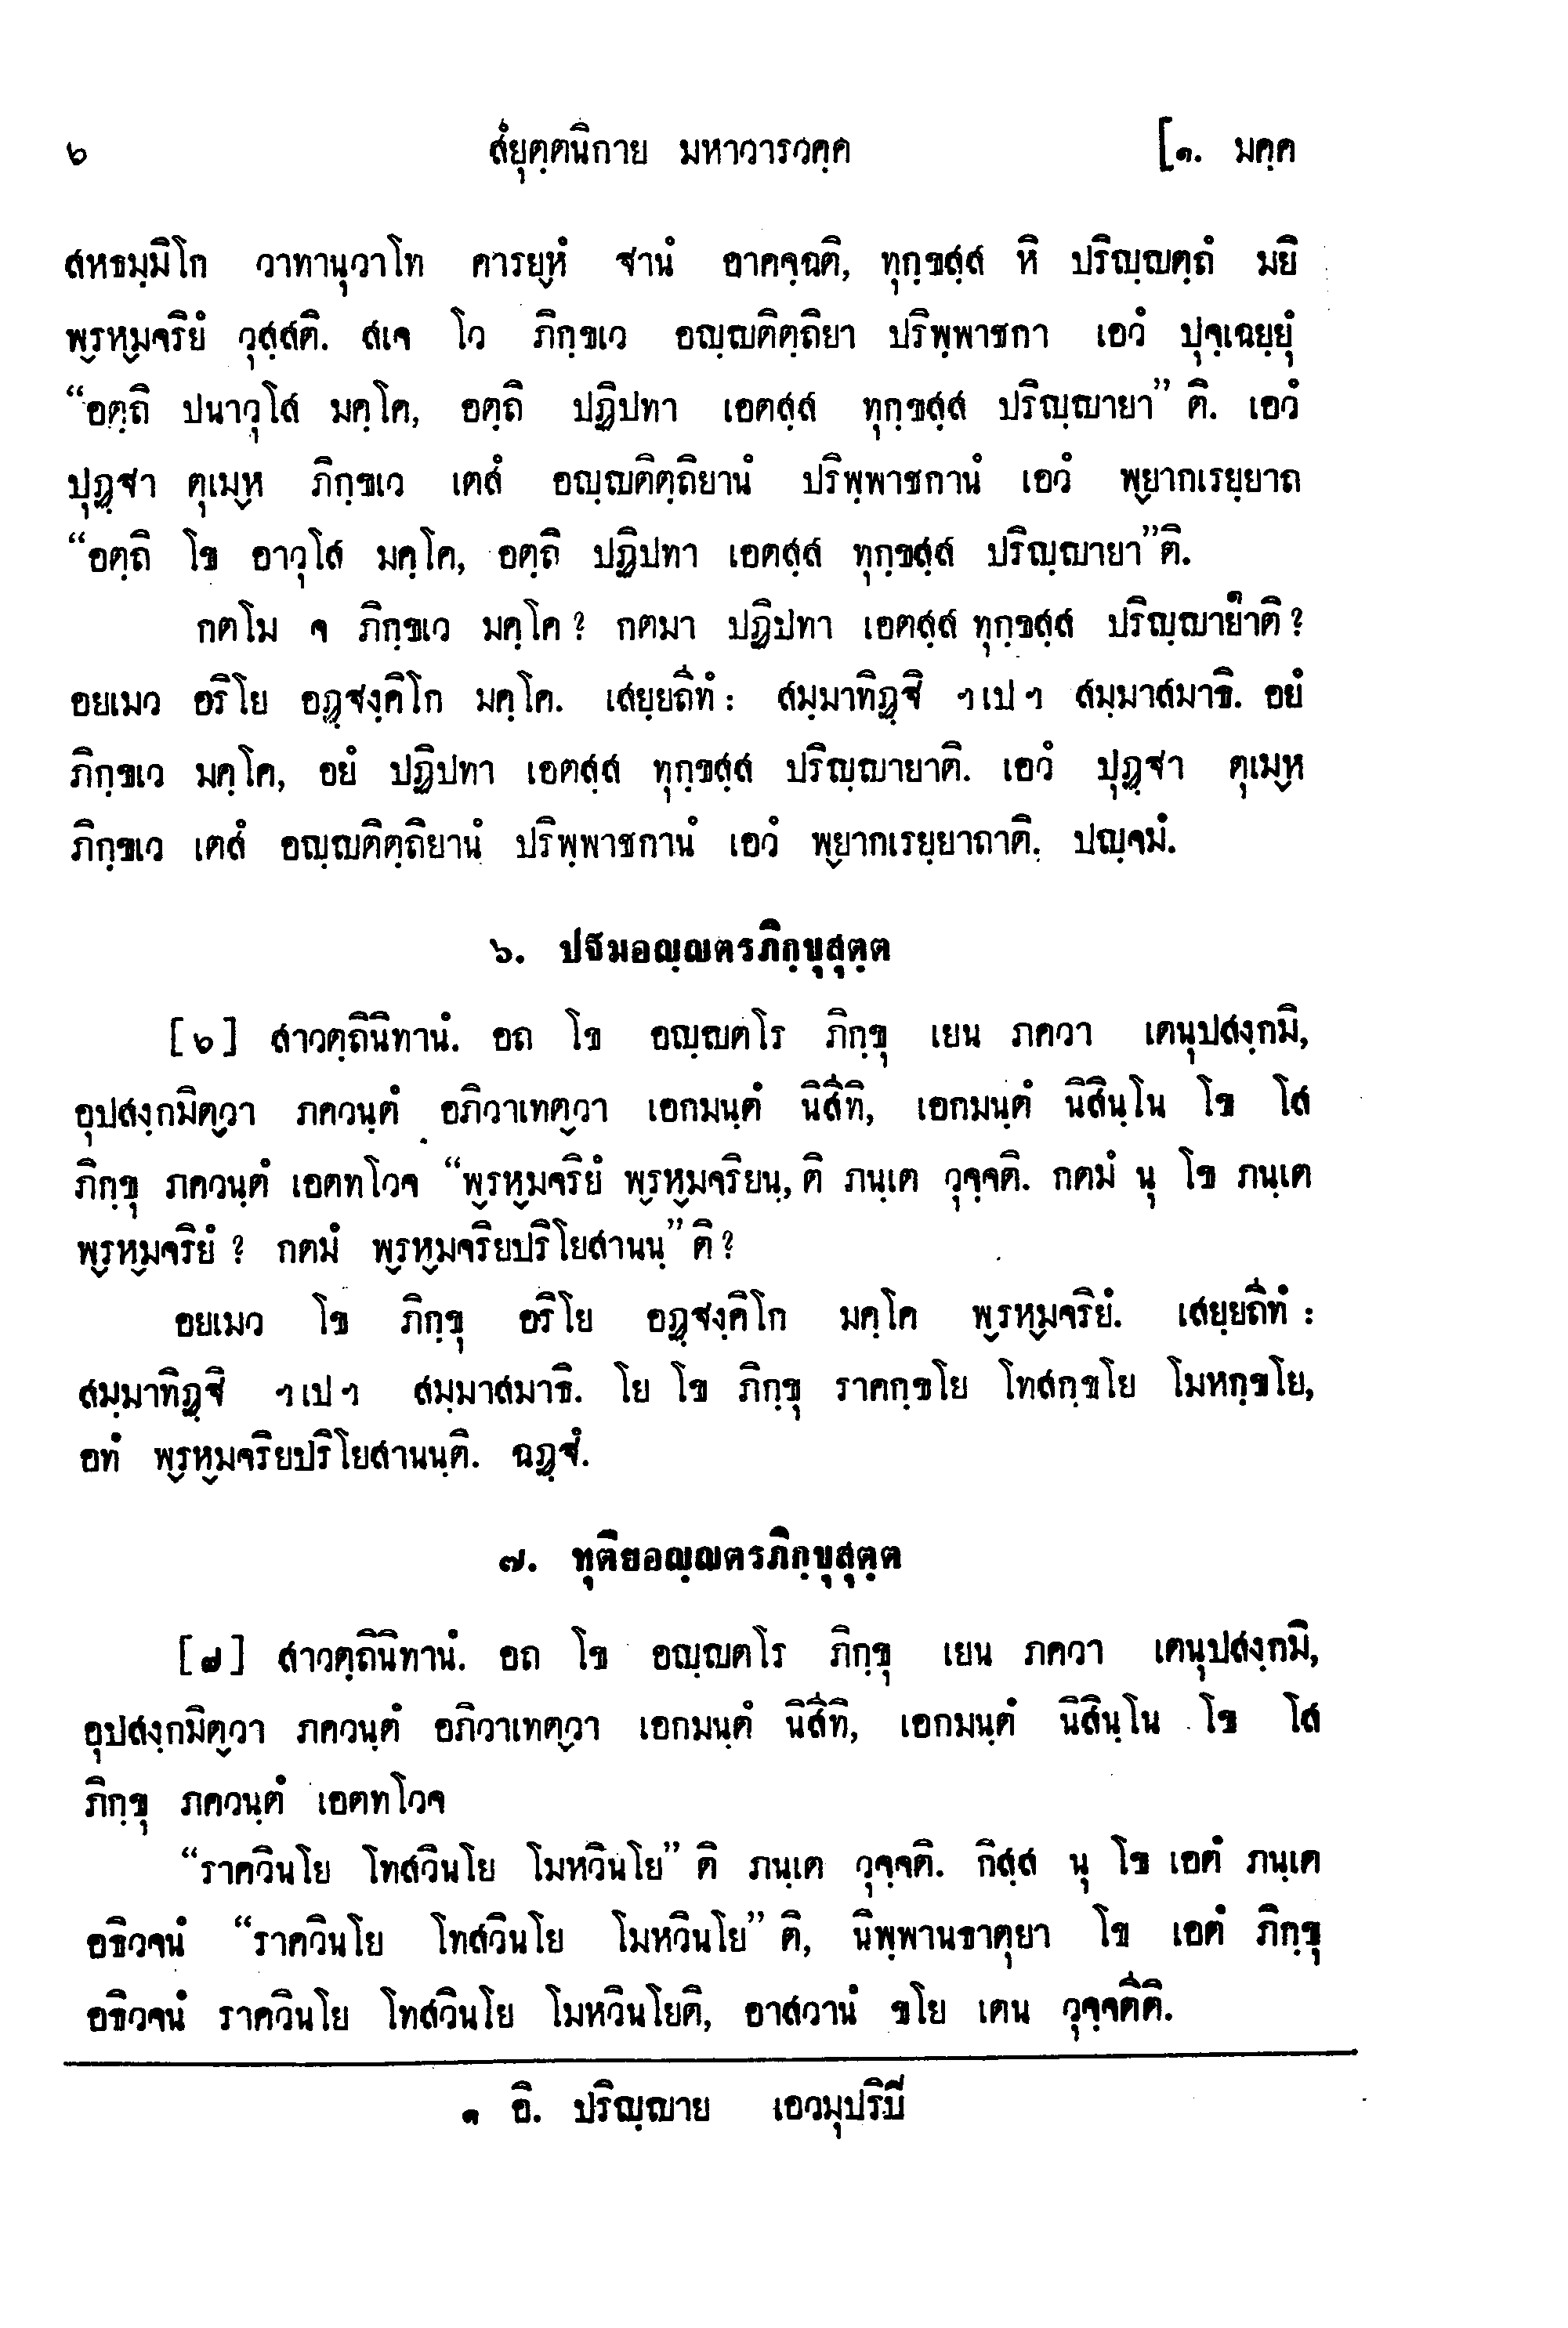 ๖ สํยุตฺตนิกาย มหาวารวคฺค [๑. มคฺค
สหธมฺมิโก วาทานุวาโท คารยฺหํ ฐานํ อาคจฺฉติ, ทุกฺขสฺส หิ ปริญฺญตฺถํ มยิ
พฺรหฺมจริยํ วุสฺสติ. สเจ โว ภิกฺขเว อญฺญติตฺถิยา ปริพฺพาชกา เอวํ ปุจฺเฉยฺยุํ
“อตฺถิ ปนาวุโส มคฺโค, อตฺถิ ปฏิปทา เอตสฺส ทุกฺขสฺส ปริญฺญายา” ติ. เอวํ
ปุฏฺฐา ตุเมฺห ภิกฺขเว เตสํ อญฺญติตฺถิยานํ ปริพฺพาชกานํ เอวํ พฺยากเรยฺยาถ
“อตฺถิ โข อาวุโส มคฺโค, อตฺถิ ปฏิปทา เอตสฺส ทุกฺขสฺส ปริญฺญายา”ติ.
กตโม จ ภิกฺขเว มคฺโค? กตมา ปฏิปทา เอตสฺส ทุกฺขสฺส ปริญฺญาย๑าติ?
อยเมว อริโย อฏฺฐงฺคิโก มคฺโค. เสยฺยถีทํ: สมฺมาทิฏฺฐิ ฯเปฯ สมฺมาสมาธิ. อยํ
ภิกฺขเว มคฺโค, อยํ ปฏิปทา เอตสฺส ทุกฺขสฺส ปริญฺญายาติ. เอวํ ปุฏฺฐา ตุเมฺห
ภิกฺขเว เตสํ อญฺญติตฺถิยานํ ปริพฺพาชกานํ เอวํ พฺยากเรยฺยาถาติ. ปญฺจมํ.
๖. ปฐมอญฺญตรภิกฺขุสุตฺต
[๖] สาวตฺถินิทานํ. อถ โข อญฺญตโร ภิกฺขุ เยน ภควา เตนุปสงฺกมิ,
อุปสงฺกมิตฺวา ภควนฺตํ อภิวาเทตฺวา เอกมนฺตํ นิสีทิ, เอกมนฺตํ นิสินฺโน โข โส
ภิกฺขุ ภควนฺตํ เอตทโวจ “พฺรหฺมจริยํ พฺรหฺมจริยนฺ, ติ ภนฺเต วุจฺจติ. กตมํ นุ โข ภนฺเต
พฺรหฺมจริยํ? กตมํ พฺรหฺมจริยปริโยสานนฺ” ติ?
อยเมว โข ภิกฺขุ อริโย อฏฺฐงฺคิโก มคฺโค พฺรหฺมจริยํ. เสยฺยถีทํ:
สมฺมาทิฏฺฐิ ฯเปฯ สมฺมาสมาธิ. โย โข ภิกฺขุ ราคกฺขโย โทสกฺขโย โมหกฺขโย,
อทํ พฺรหฺมจริยปริโยสานนฺติ. ฉฏฺฐํ.
๗. ทุติยอญฺญตรภิกฺขุสุตฺต
[๗] สาวตฺถินิทานํ. อถ โข อญฺญตโร ภิกฺขุ เยน ภควา เตนุปสงฺกมิ,
อุปสงฺกมิตฺวา ภควนฺตํ อภิวาเทตฺวา เอกมนฺตํ นิสีทิ, เอกมนฺตํ นิสินฺโน โข โส
ภิกฺขุ ภควนฺตํ เอตทโวจ
“ราควินโย โทสวินโย โมหวินโย” ติ ภนฺเต วุจฺจติ. กิสฺส นุ โข เอตํ ภนฺเต
อธิวจนํ “ราควินโย โทสวินโย โมหวินโย” ติ, นิพฺพานธาตุยา โข เอตํ ภิกฺขุ
อธิวจนํ ราควินโย โทสวินโย โมหวินโยติ, อาสวานํ ขโย เตน วุจฺจตีติ.
๑ อิ. ปริญฺญาย เอวมุปริปี